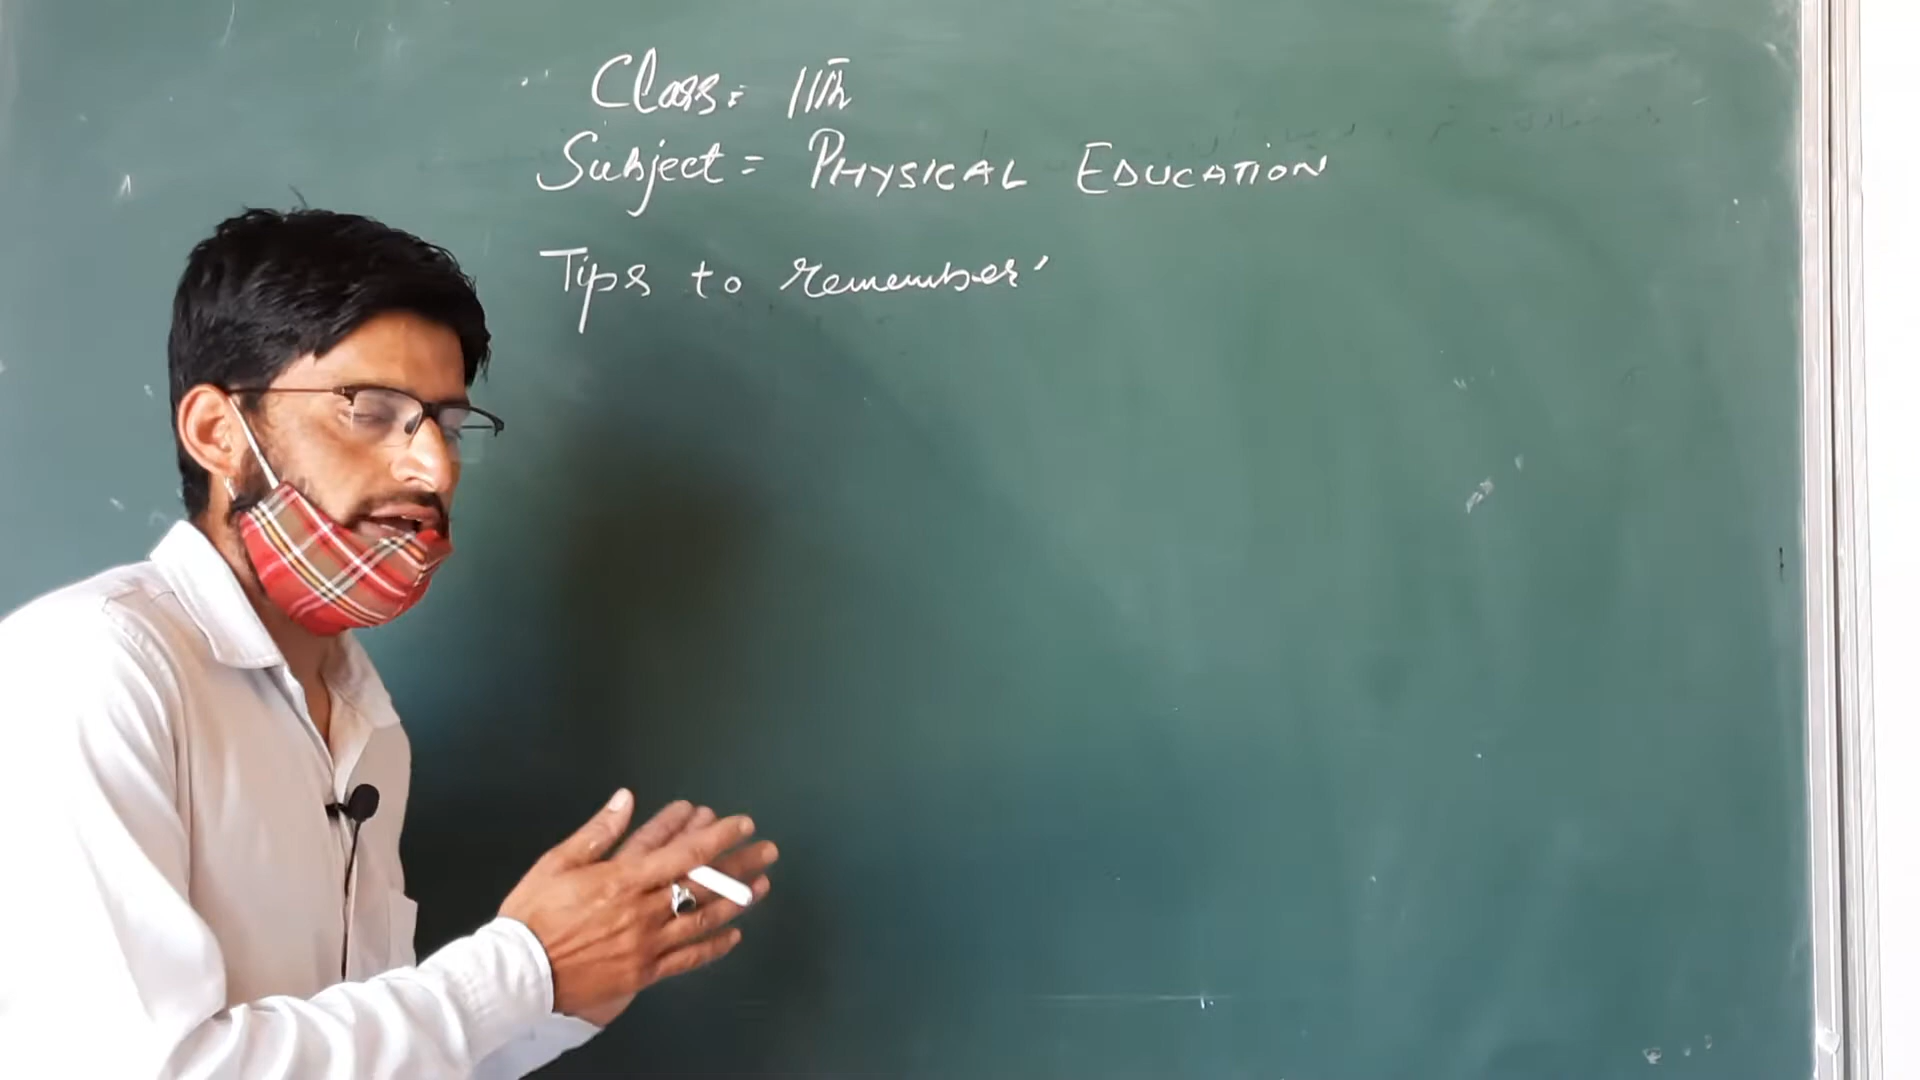 Class: 11th
Subject = PHYSICAL EDUCATION
Tips to remember'